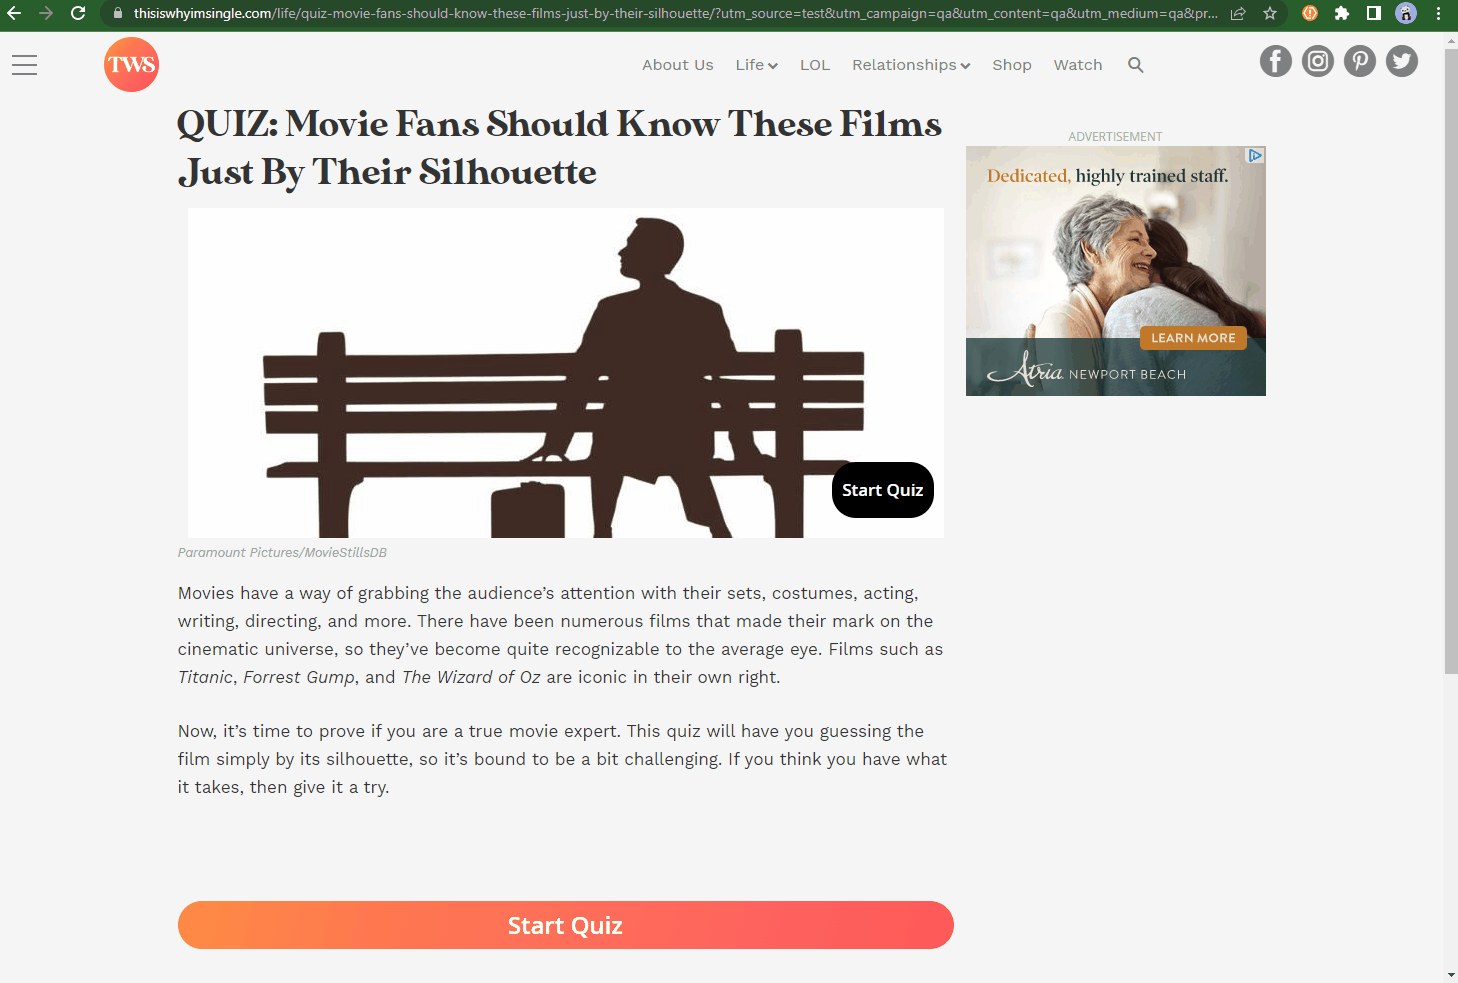 thisiswhyimsingle.com/life/quiz-movie-fans-should-know-these-films-just-by-their-silhouette/?utm_source=test&utm_campaign=qa&utm_content=qa&utm_medium=qa&pr...
TWS
About Us Life LOL Relationships Shop Watch
QUIZ: Movie Fans Should Know These Films
Just By Their Silhouette
Start Quiz
Paramount Pictures/MovieStillsDB
Movies have a way of grabbing the audience’s attention with their sets, costumes, acting,
writing, directing, and more. There have been numerous films that made their mark on the
cinematic universe, so they’ve become quite recognizable to the average eye. Films such as
Titanic, Forrest Gump, and The Wizard of Oz are iconic in their own right.
Now, it’s time to prove if you are a true movie expert. This quiz will have you guessing the
film simply by its silhouette, so it’s bound to be a bit challenging. If you think you have what
it takes, then give it a try.
Start Quiz
ADVERTISEMENT
Dedicated, highly trained staff.
LEARN MORE
Atria NEWPORT BEACH